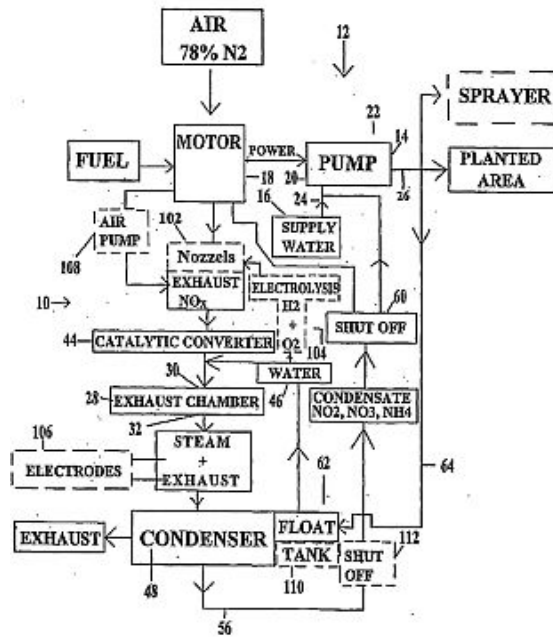 AIR
78% N2
12
SPRAYER
22
MOTOR
FUEL
POWER
PUMP
14
PLANTED
AREA
18
20
16
24
26
AIR
PUMP
102
SUPPLY
WATER
108
Nozzels
EXHAUST
NOx
ELECTROLYSIS
H2
+
O2
60
10
SHUT OFF
44
CATALYTIC CONVERTER
104
30
WATER
46
28
EXHAUST CHAMBER
CONDENSATE
NO2, NO3, NH4
32
106
STEAM
+
EXHAUST
ELECTRODES
62
64
FLOAT
112
EXHAUST
CONDENSER
TANK
SHUT
OFF
48
110
56